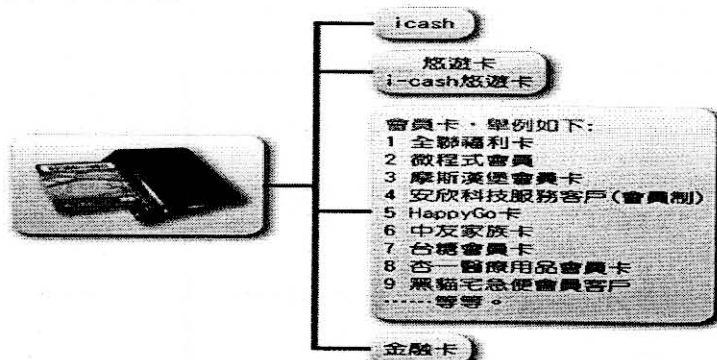 icash
悠遊卡
i-cash悠遊卡
會員卡，舉例如下:
1 全聯福利卡
2 微程式會員
3 摩斯漢堡會員卡
4 安欣科技服務客戶(會員制)
5 HappyGo卡
6 中友家族卡
7 台糖會員卡
8 杏一醫療用品會員卡
9 黑貓宅急便會員客戶
……等等。
金融卡